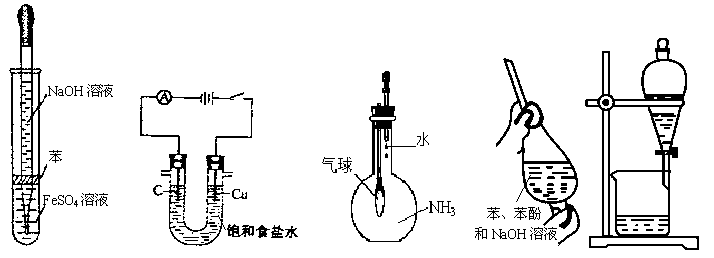 NaOH 溶液
苯
FeSO₄ 溶液
A
C
Cu
饱和食盐水
水
气球
NH₃
苯、苯酚
和 NaOH 溶液